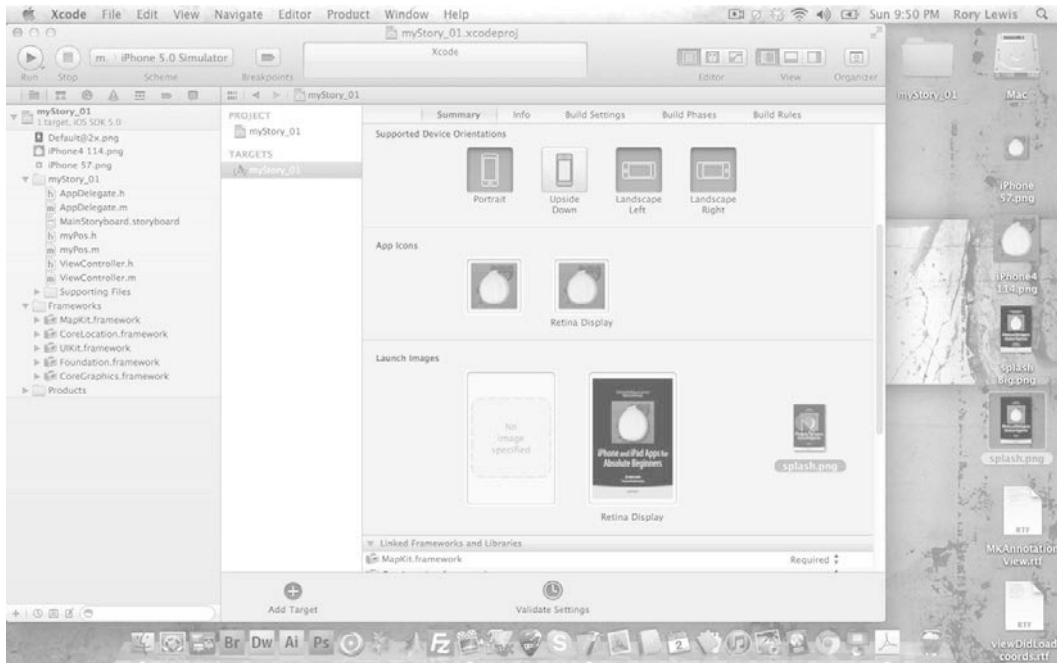 Xcode File Edit View Navigate Editor Product Window Help
Sun 9:50 PM Rory Lewis
myStory_01.xcodeproj
Xcode
m. iPhone 5.0 Simulator
Run Stop Scheme Breakpoints Editor View Organizer
myStory_01
myStory_01
1 target, iOS SDK 5.0
Default@2x.png
iPhone4 114.png
iPhone 57.png
myStory_01
h AppDelegate.h
m AppDelegate.m
MainStoryboard.storyboard
h myPos.h
m myPos.m
h ViewController.h
m ViewController.m
Supporting Files
Frameworks
MapKit.framework
CoreLocation.framework
UIKit.framework
Foundation.framework
CoreGraphics.framework
Products
PROJECT
myStory_01
TARGETS
myStory_01
Summary Info Build Settings Build Phases Build Rules
Supported Device Orientations
Portrait
Upside Down
Landscape Left
Landscape Right
App Icons
Retina Display
Launch Images
No
image
specified
iPhone and iPad Apps for
Absolute Beginners
Retina Display
splash.png
Linked Frameworks and Libraries
MapKit.framework Required
Add Target
Validate Settings
myStory_01
Mac
iPhone
57.png
iPhone4
114.png
splash
Big.png
splash.png
RTF
MKAnnotation
View.rtf
RTF
viewDidLoad
coords.rtf
Br Dw Ai Ps